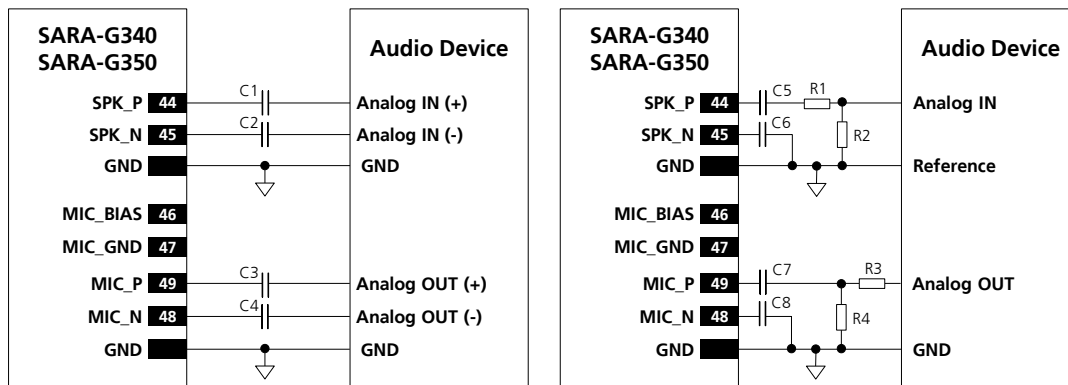 SARA-G340
SARA-G350
Audio Device
SPK_P 44 C1 Analog IN (+)
SPK_N 45 C2 Analog IN (-)
GND GND
MIC_BIAS 46
MIC_GND 47
MIC_P 49 C3 Analog OUT (+)
MIC_N 48 C4 Analog OUT (-)
GND GND
SARA-G340
SARA-G350
Audio Device
SPK_P 44 C5 R1 Analog IN
SPK_N 45 C6 R2
GND Reference
MIC_BIAS 46
MIC_GND 47
MIC_P 49 C7 R3 Analog OUT
MIC_N 48 C8 R4
GND GND